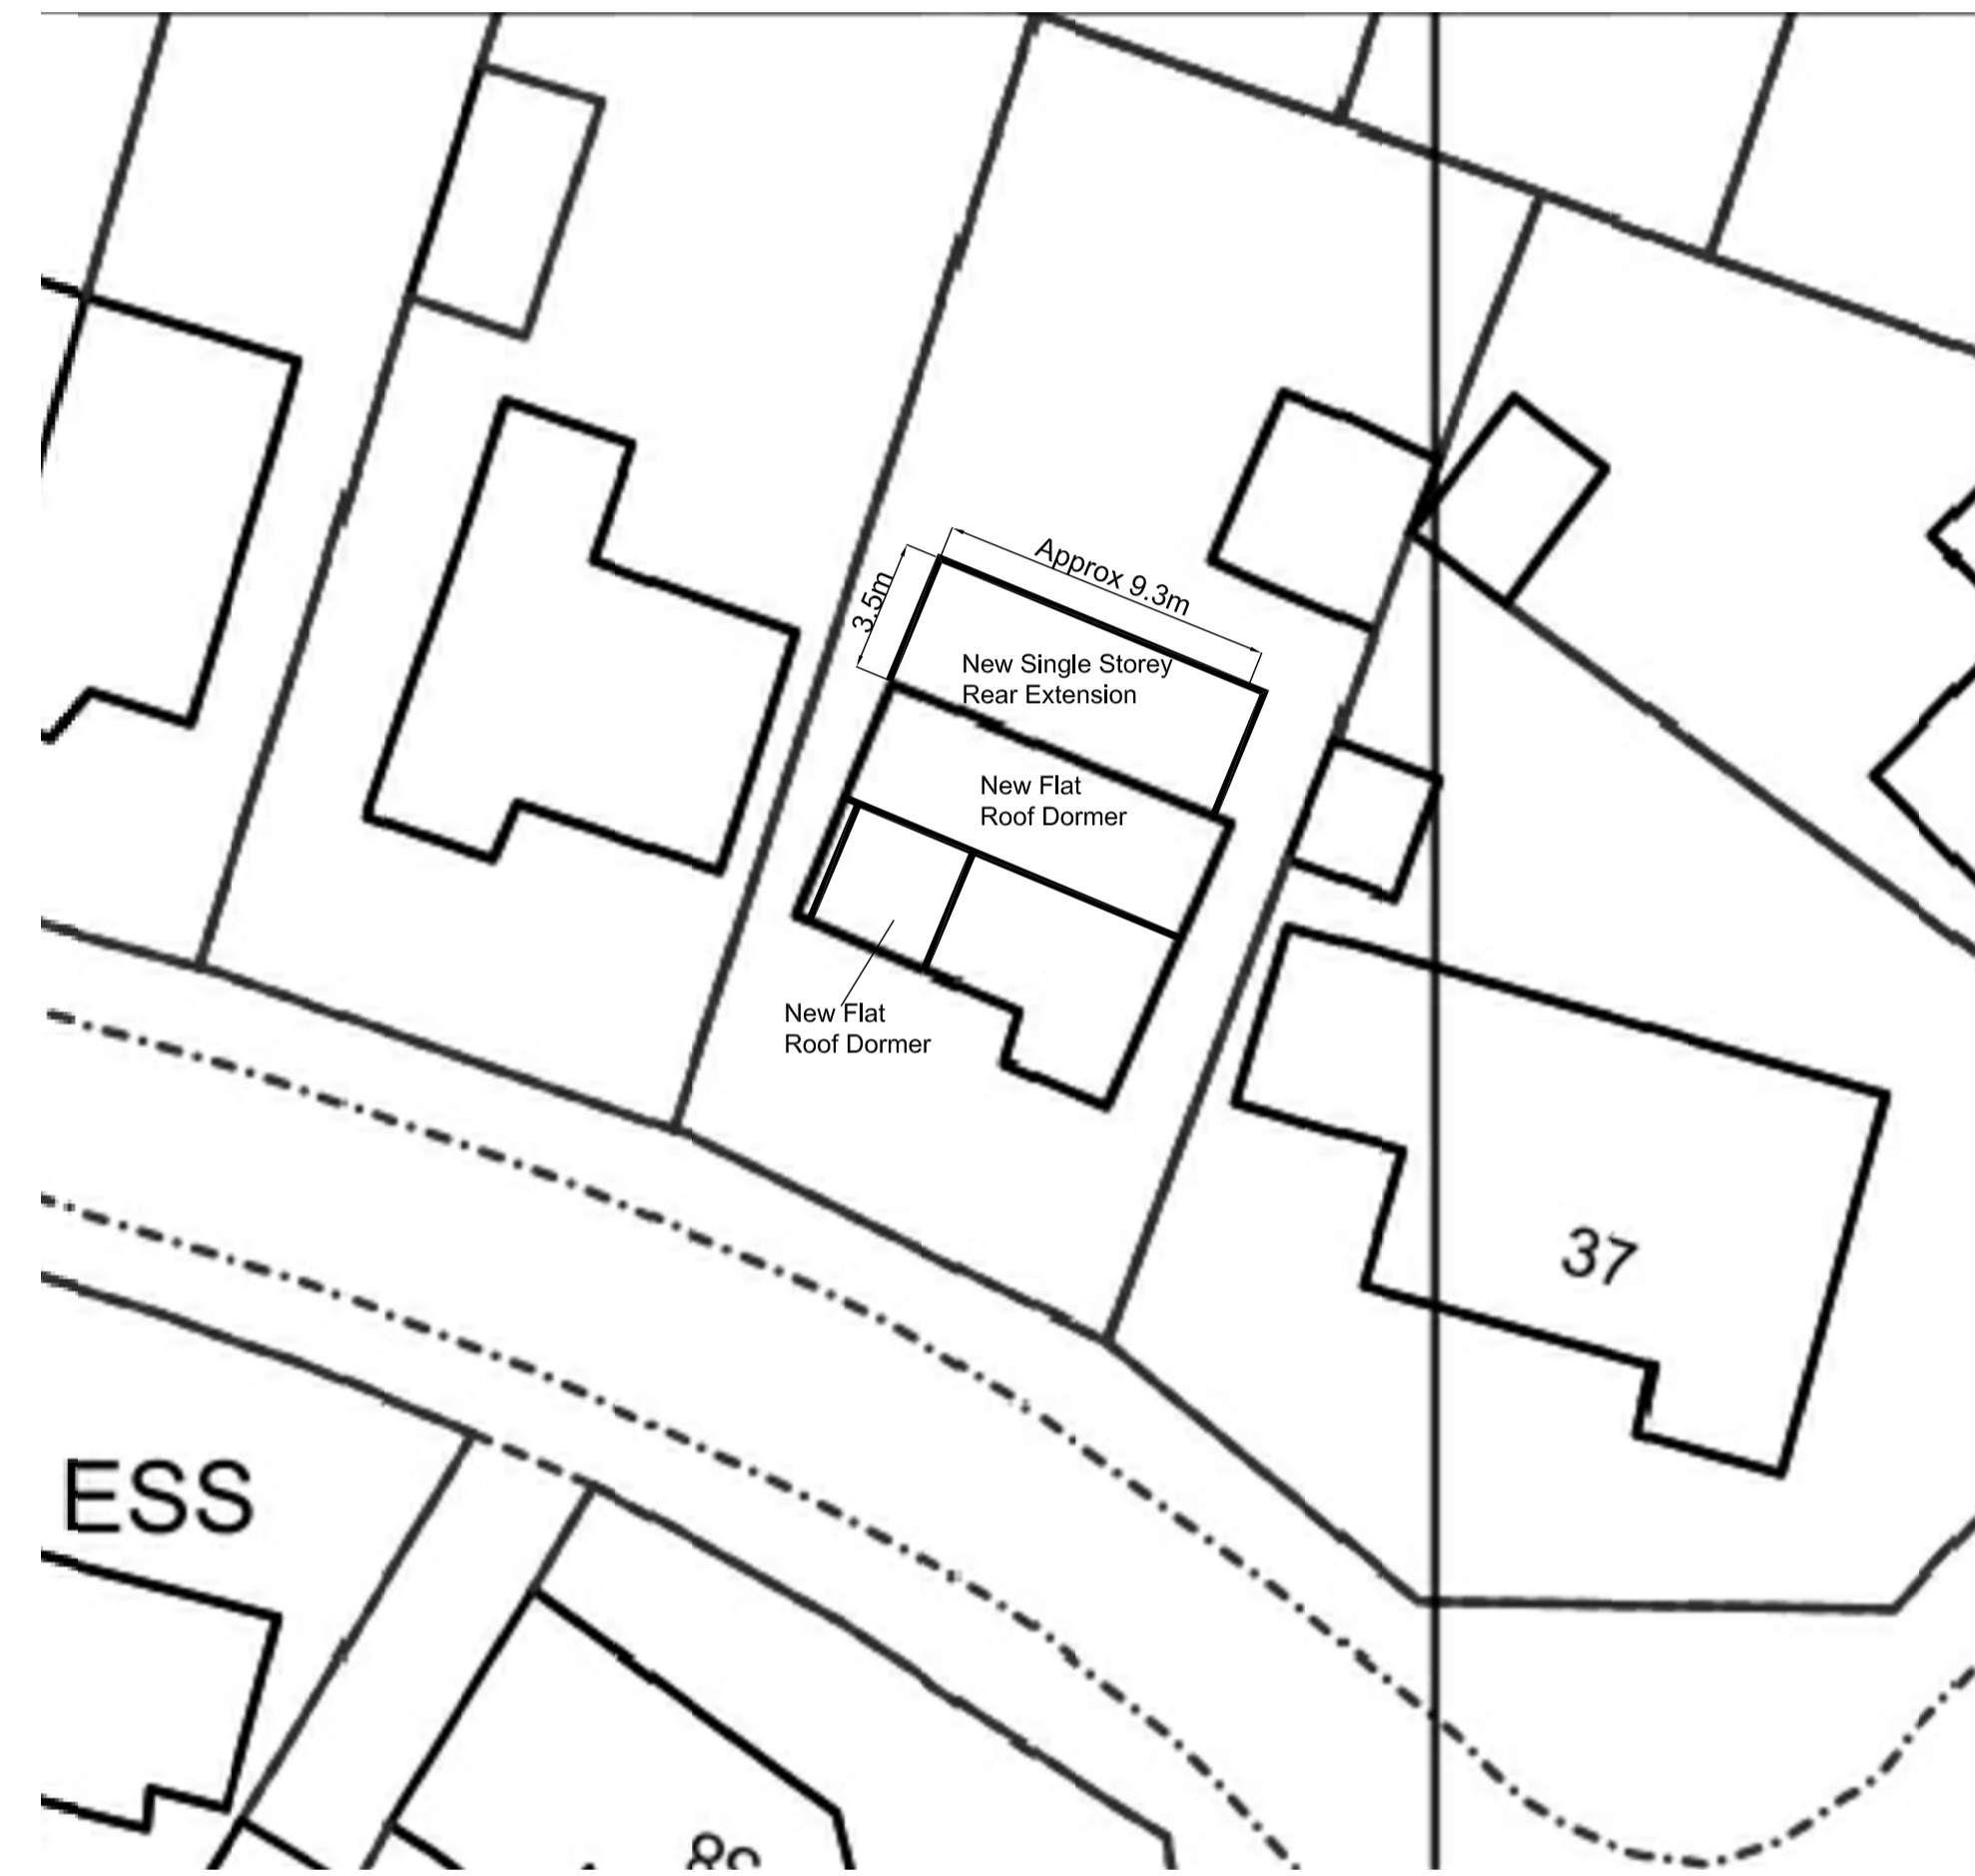 Approx 9.3m
3.5m
New Single Storey
Rear Extension
New Flat
Roof Dormer
New Flat
Roof Dormer
37
ESS